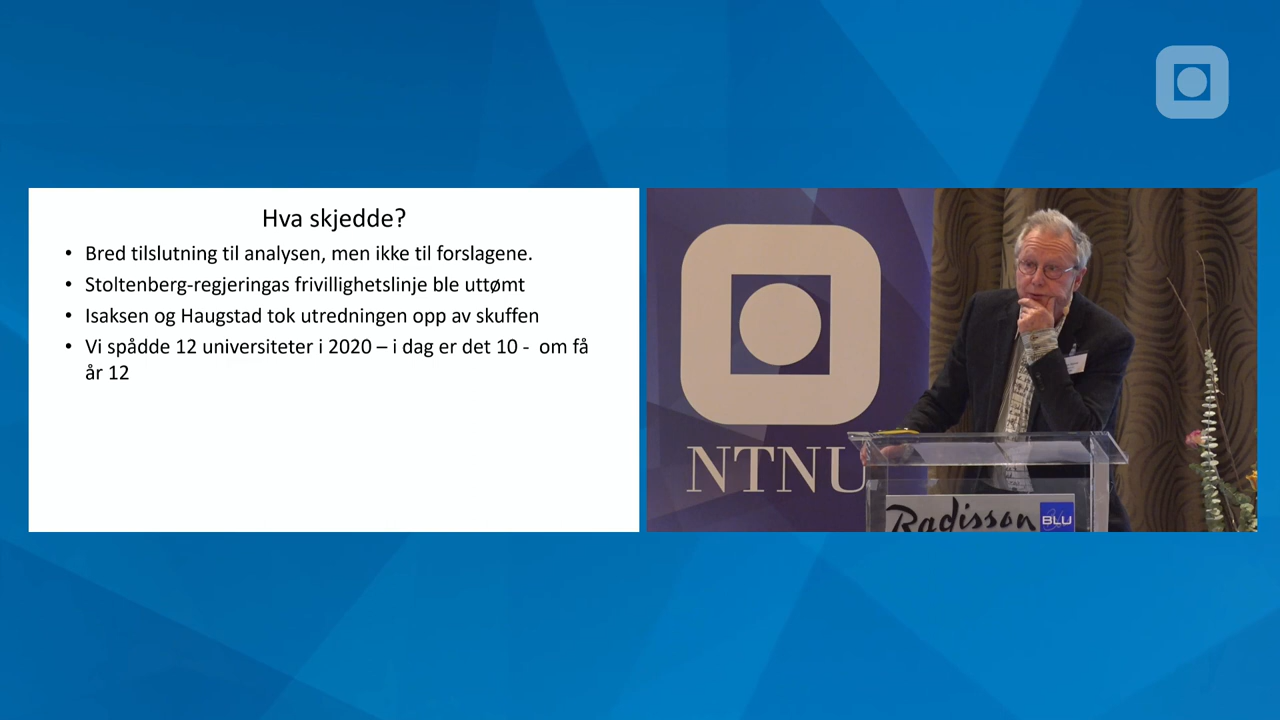 Hva skjedde?
• Bred tilslutning til analysen, men ikke til forslagene.
• Stoltenberg-regjeringas frivillighetslinje ble uttømt
• Isaksen og Haugstad tok utredningen opp av skuffen
• Vi spådde 12 universiteter i 2020 – i dag er det 10 - om få
år 12
NTNU
Radisson
BLU